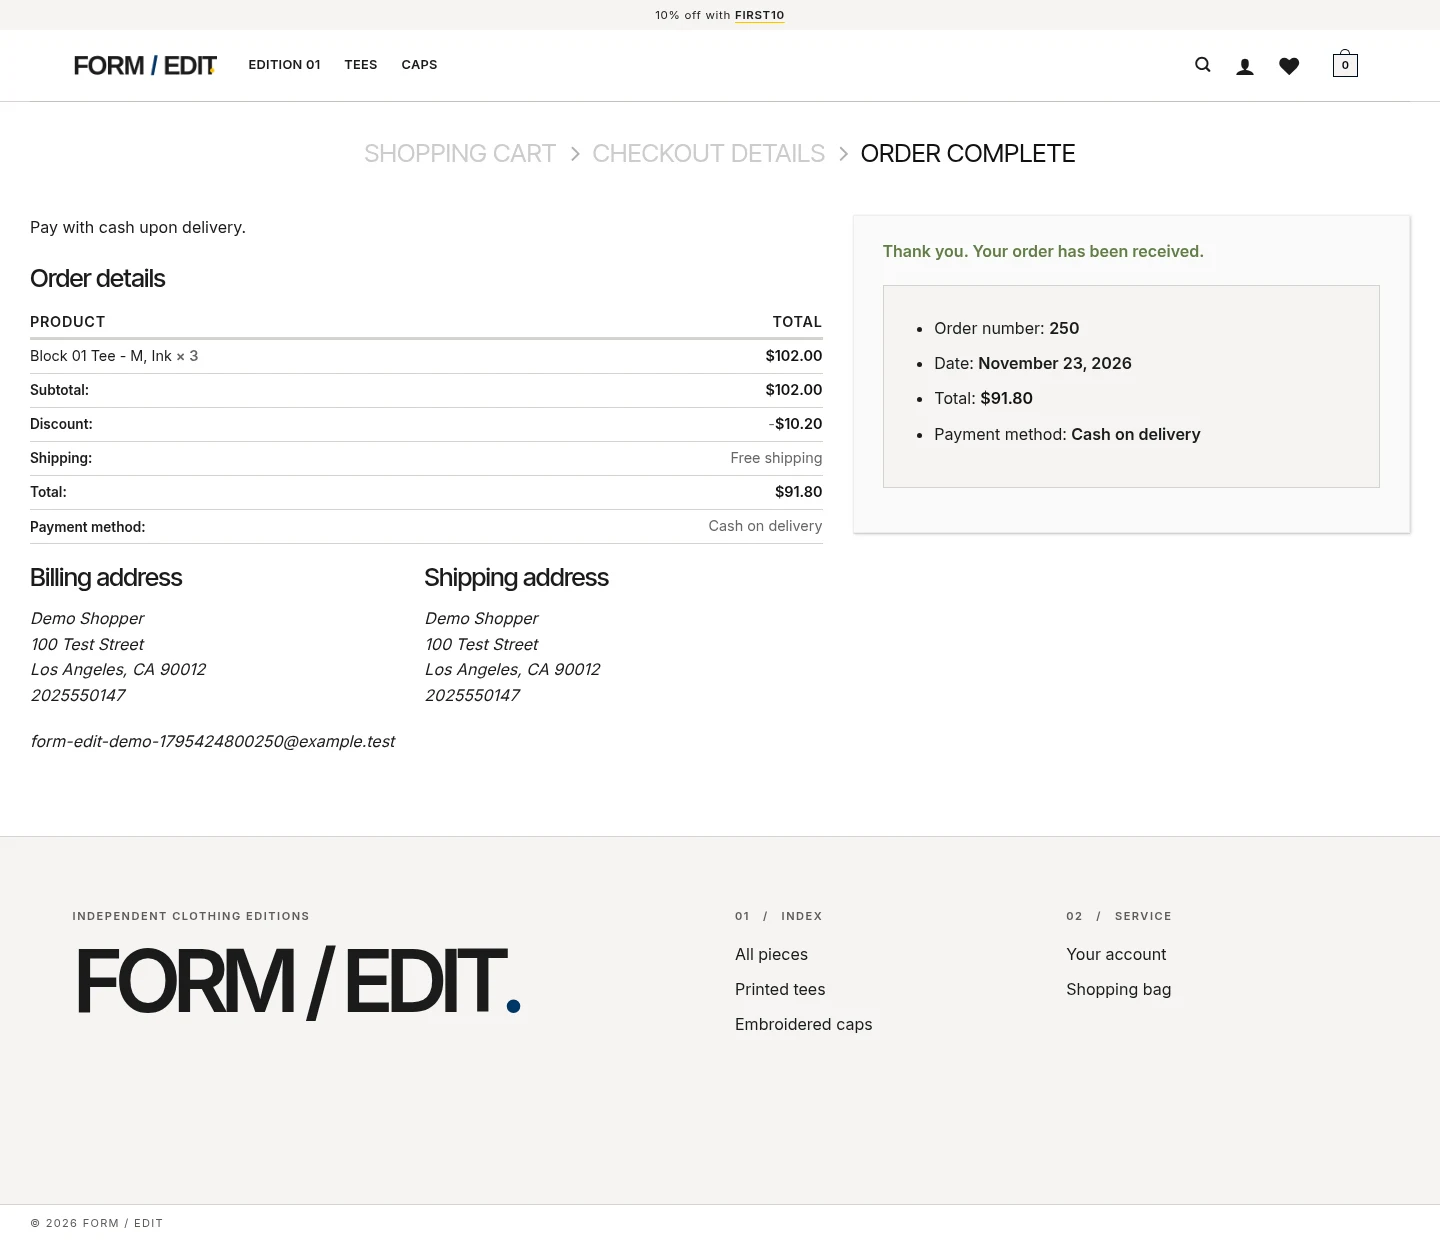 10% off with FIRST10
FORM / EDIT.
EDITION 01
TEES
CAPS
0
SHOPPING CART > CHECKOUT DETAILS > ORDER COMPLETE
Pay with cash upon delivery.
Order details
PRODUCT TOTAL
Block 01 Tee - M, Ink × 3 $102.00
Subtotal: $102.00
Discount: -$10.20
Shipping: Free shipping
Total: $91.80
Payment method: Cash on delivery
Billing address
Demo Shopper
100 Test Street
Los Angeles, CA 90012
2025550147
form-edit-demo-1795424800250@example.test
Shipping address
Demo Shopper
100 Test Street
Los Angeles, CA 90012
2025550147
Thank you. Your order has been received.
• Order number: 250
• Date: November 23, 2026
• Total: $91.80
• Payment method: Cash on delivery
INDEPENDENT CLOTHING EDITIONS
FORM / EDIT.
01 / INDEX
All pieces
Printed tees
Embroidered caps
02 / SERVICE
Your account
Shopping bag
© 2026 FORM / EDIT